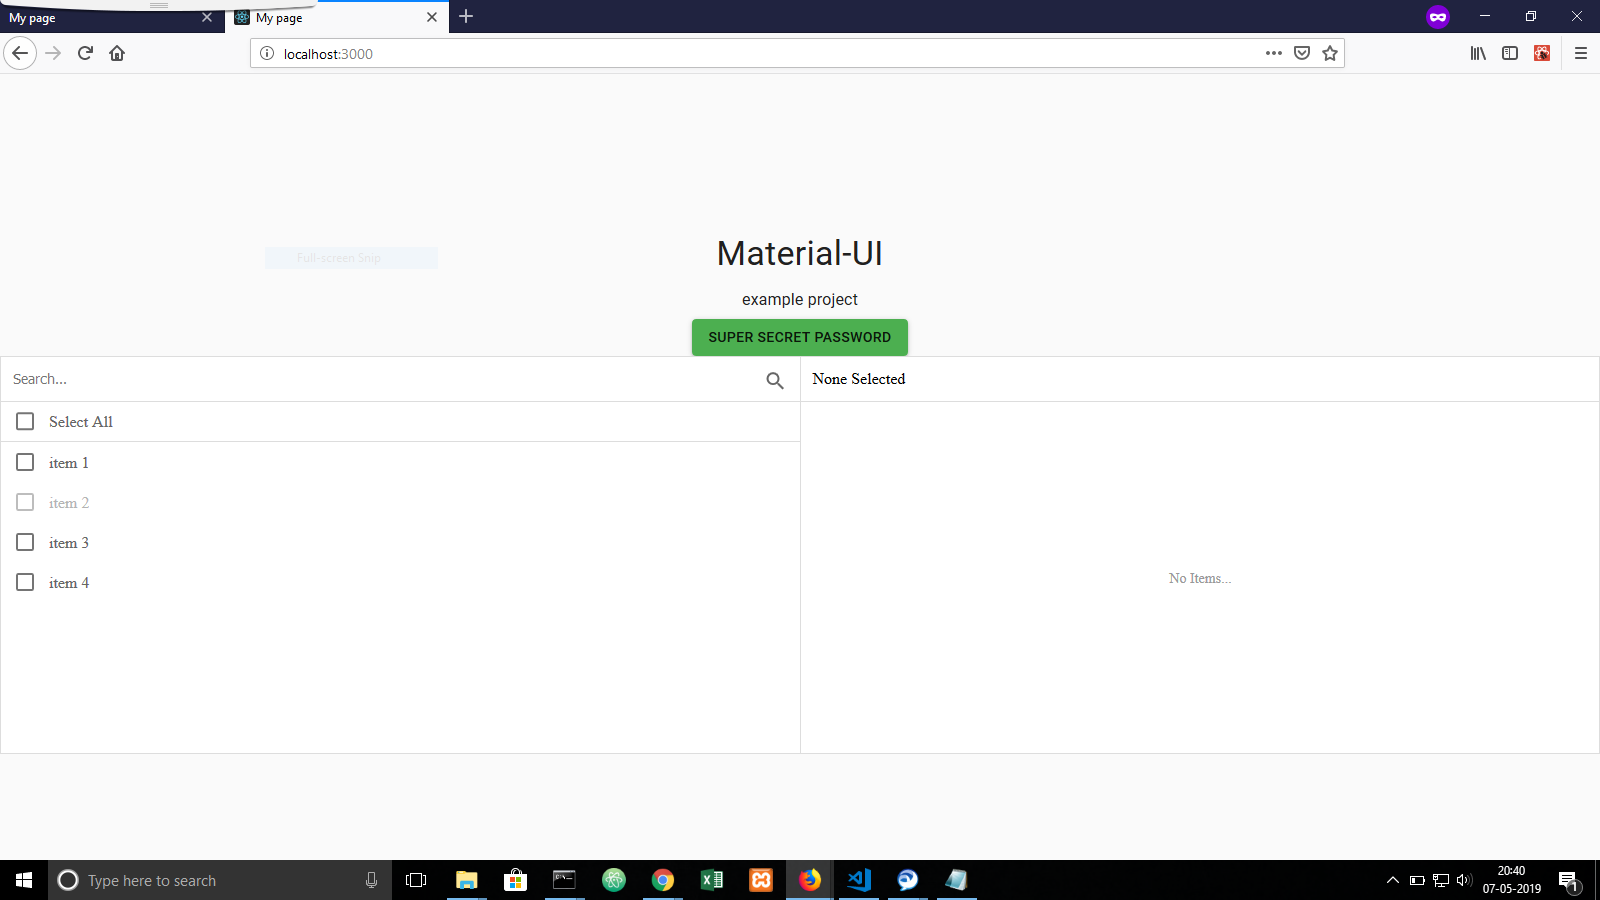 My page
My page
localhost:3000
Full-screen Snip
Material-UI
example project
SUPER SECRET PASSWORD
Search...
None Selected
Select All
item 1
item 2
item 3
item 4
No Items...
Type here to search
20:40
07-05-2019
1